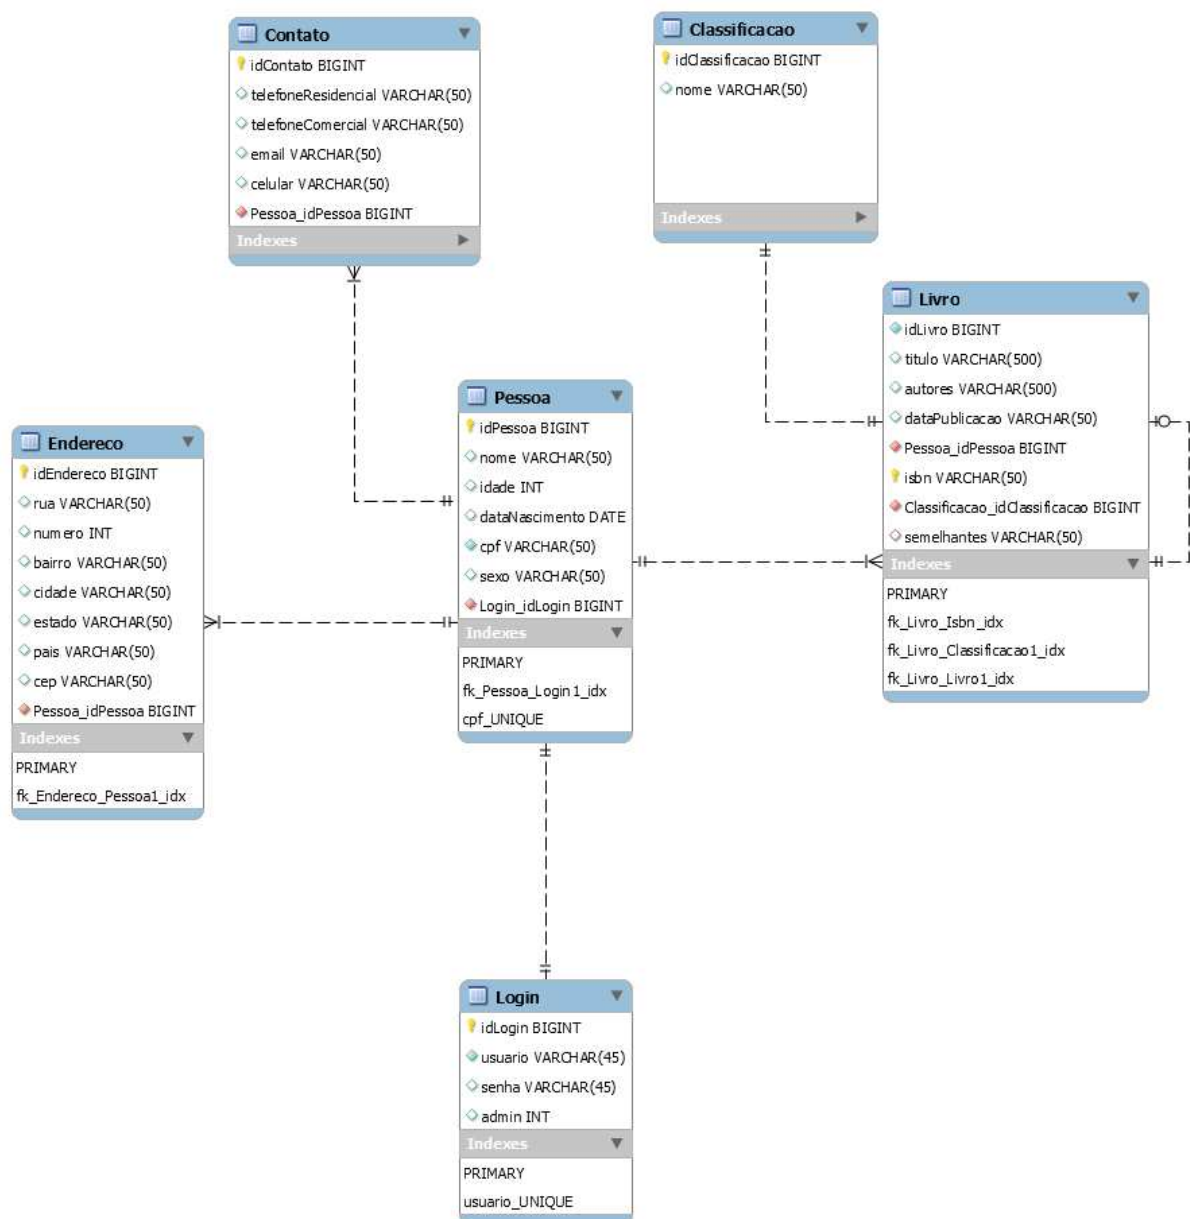 Contato
idContato BIGINT
telefoneResidencial VARCHAR(50)
telefoneComercial VARCHAR(50)
email VARCHAR(50)
celular VARCHAR(50)
Pessoa_idPessoa BIGINT
Indexes
Classificacao
idClassificacao BIGINT
nome VARCHAR(50)
Indexes
Livro
idLivro BIGINT
titulo VARCHAR(500)
autores VARCHAR(500)
dataPublicacao VARCHAR(50)
Pessoa_idPessoa BIGINT
isbn VARCHAR(50)
Classificacao_idClassificacao BIGINT
semelhantes VARCHAR(50)
Indexes
PRIMARY
fk_Livro_Isbn_idx
fk_Livro_Classificacao1_idx
fk_Livro_Livro1_idx
Pessoa
idPessoa BIGINT
nome VARCHAR(50)
idade INT
dataNascimento DATE
cpf VARCHAR(50)
sexo VARCHAR(50)
Login_idLogin BIGINT
Indexes
PRIMARY
fk_Pessoa_Login1_idx
cpf_UNIQUE
Endereco
idEndereco BIGINT
rua VARCHAR(50)
numero INT
bairro VARCHAR(50)
cidade VARCHAR(50)
estado VARCHAR(50)
pais VARCHAR(50)
cep VARCHAR(50)
Pessoa_idPessoa BIGINT
Indexes
PRIMARY
fk_Endereco_Pessoa1_idx
Login
idLogin BIGINT
usuario VARCHAR(45)
senha VARCHAR(45)
admin INT
Indexes
PRIMARY
usuario_UNIQUE